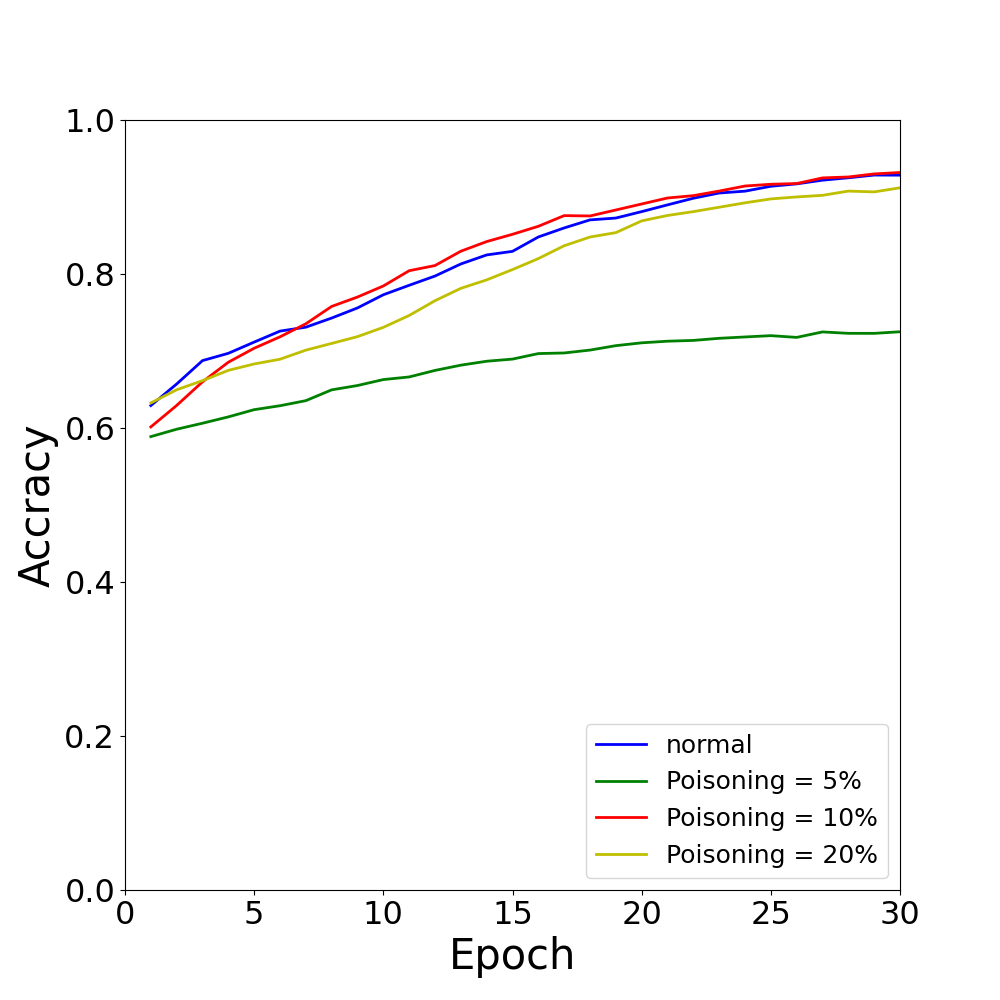 1.0
0.8
0.6
0.4
0.2
0.0
Accracy
0 5 10 15 20 25 30
Epoch
normal
Poisoning = 5%
Poisoning = 10%
Poisoning = 20%